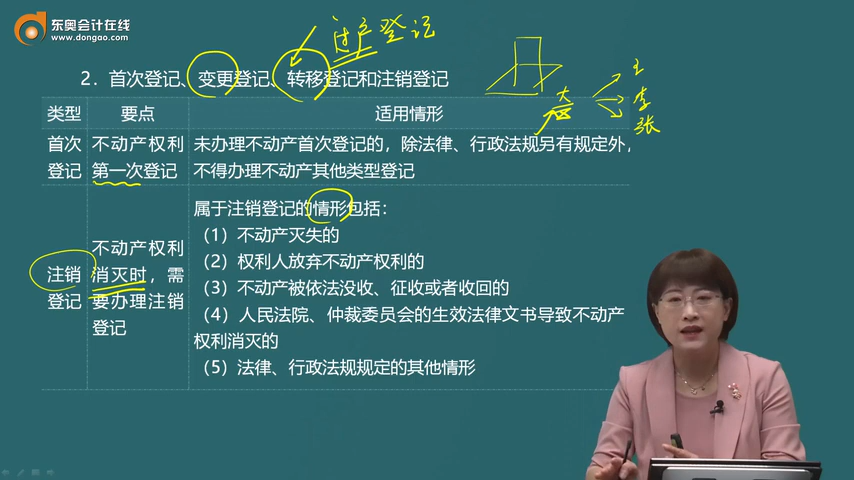 东奥会计在线
www.dongao.com
过户登记
2．首次登记、变更登记、转移登记和注销登记
王
李
张
类型 要点 适用情形
首次登记
不动产权利第一次登记
未办理不动产首次登记的，除法律、行政法规另有规定外，
不得办理不动产其他类型登记
注销登记
不动产权利
消灭时，需
要办理注销
登记
属于注销登记的情形包括：
（1）不动产灭失的
（2）权利人放弃不动产权利的
（3）不动产被依法没收、征收或者收回的
（4）人民法院、仲裁委员会的生效法律文书导致不动产
权利消灭的
（5）法律、行政法规规定的其他情形